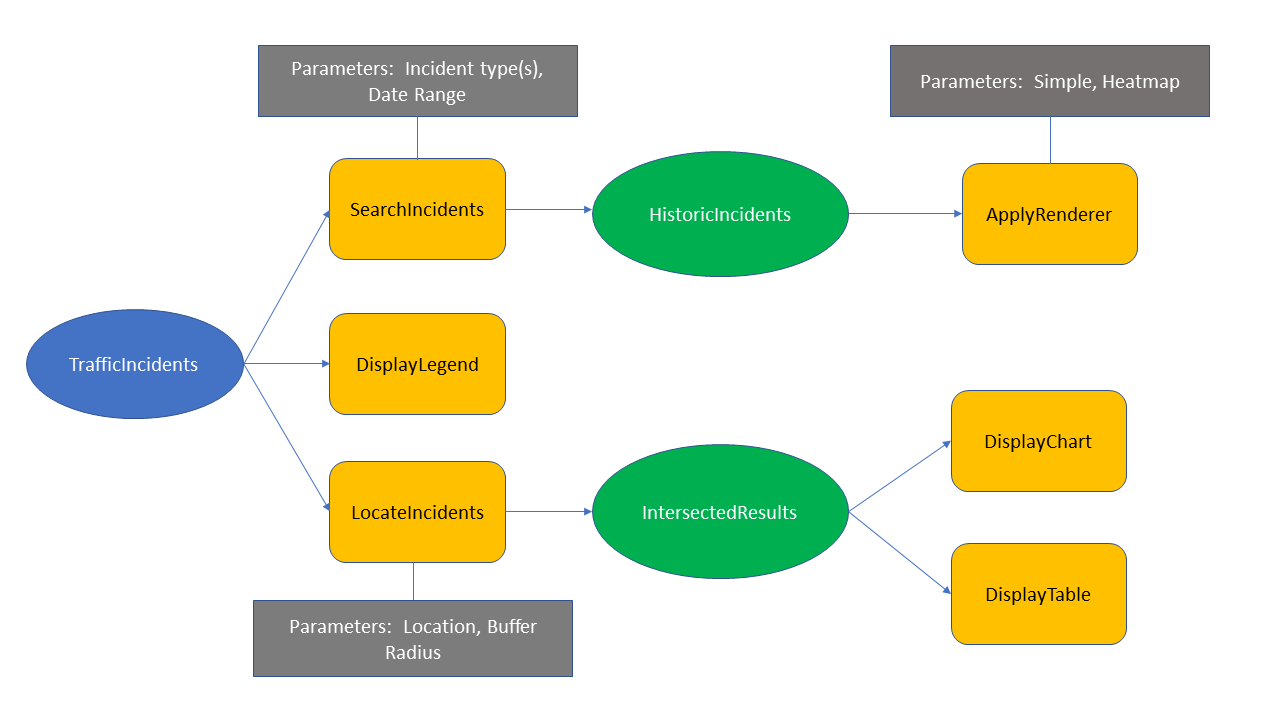 Parameters: Incident type(s),
Date Range
Parameters: Simple, Heatmap
SearchIncidents
HistoricIncidents
ApplyRenderer
TrafficIncidents
DisplayLegend
DisplayChart
LocateIncidents
IntersectedResults
DisplayTable
Parameters: Location, Buffer
Radius